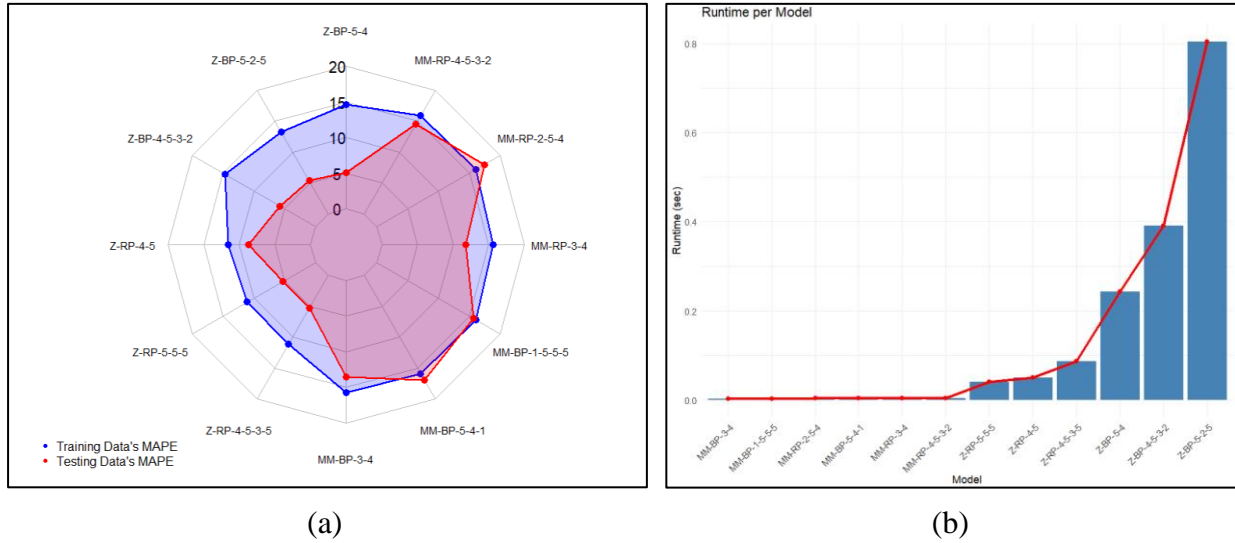 Z-BP-5-4
Z-BP-5-2-5
MM-RP-4-5-3-2
20
15
Z-BP-4-5-3-2
MM-RP-2-5-4
10
5
0
Z-RP-4-5
MM-RP-3-4
Z-RP-5-5-5
MM-BP-1-5-5-5
Z-RP-4-5-3-5
MM-BP-5-4-1
MM-BP-3-4
Training Data's MAPE
Testing Data's MAPE
(a)
Runtime per Model
0.8
0.6
0.4
0.2
0.0
Runtime (sec)
MM-BP-3-4
MM-BP-1-5-5-5
MM-RP-2-5-4
MM-BP-5-4-1
MM-RP-3-4
MM-RP-4-5-3-2
Z-RP-5-5-5
Z-RP-4-5
Z-RP-4-5-3-5
Z-BP-5-4
Z-BP-4-5-3-2
Z-BP-5-2-5
Model
(b)